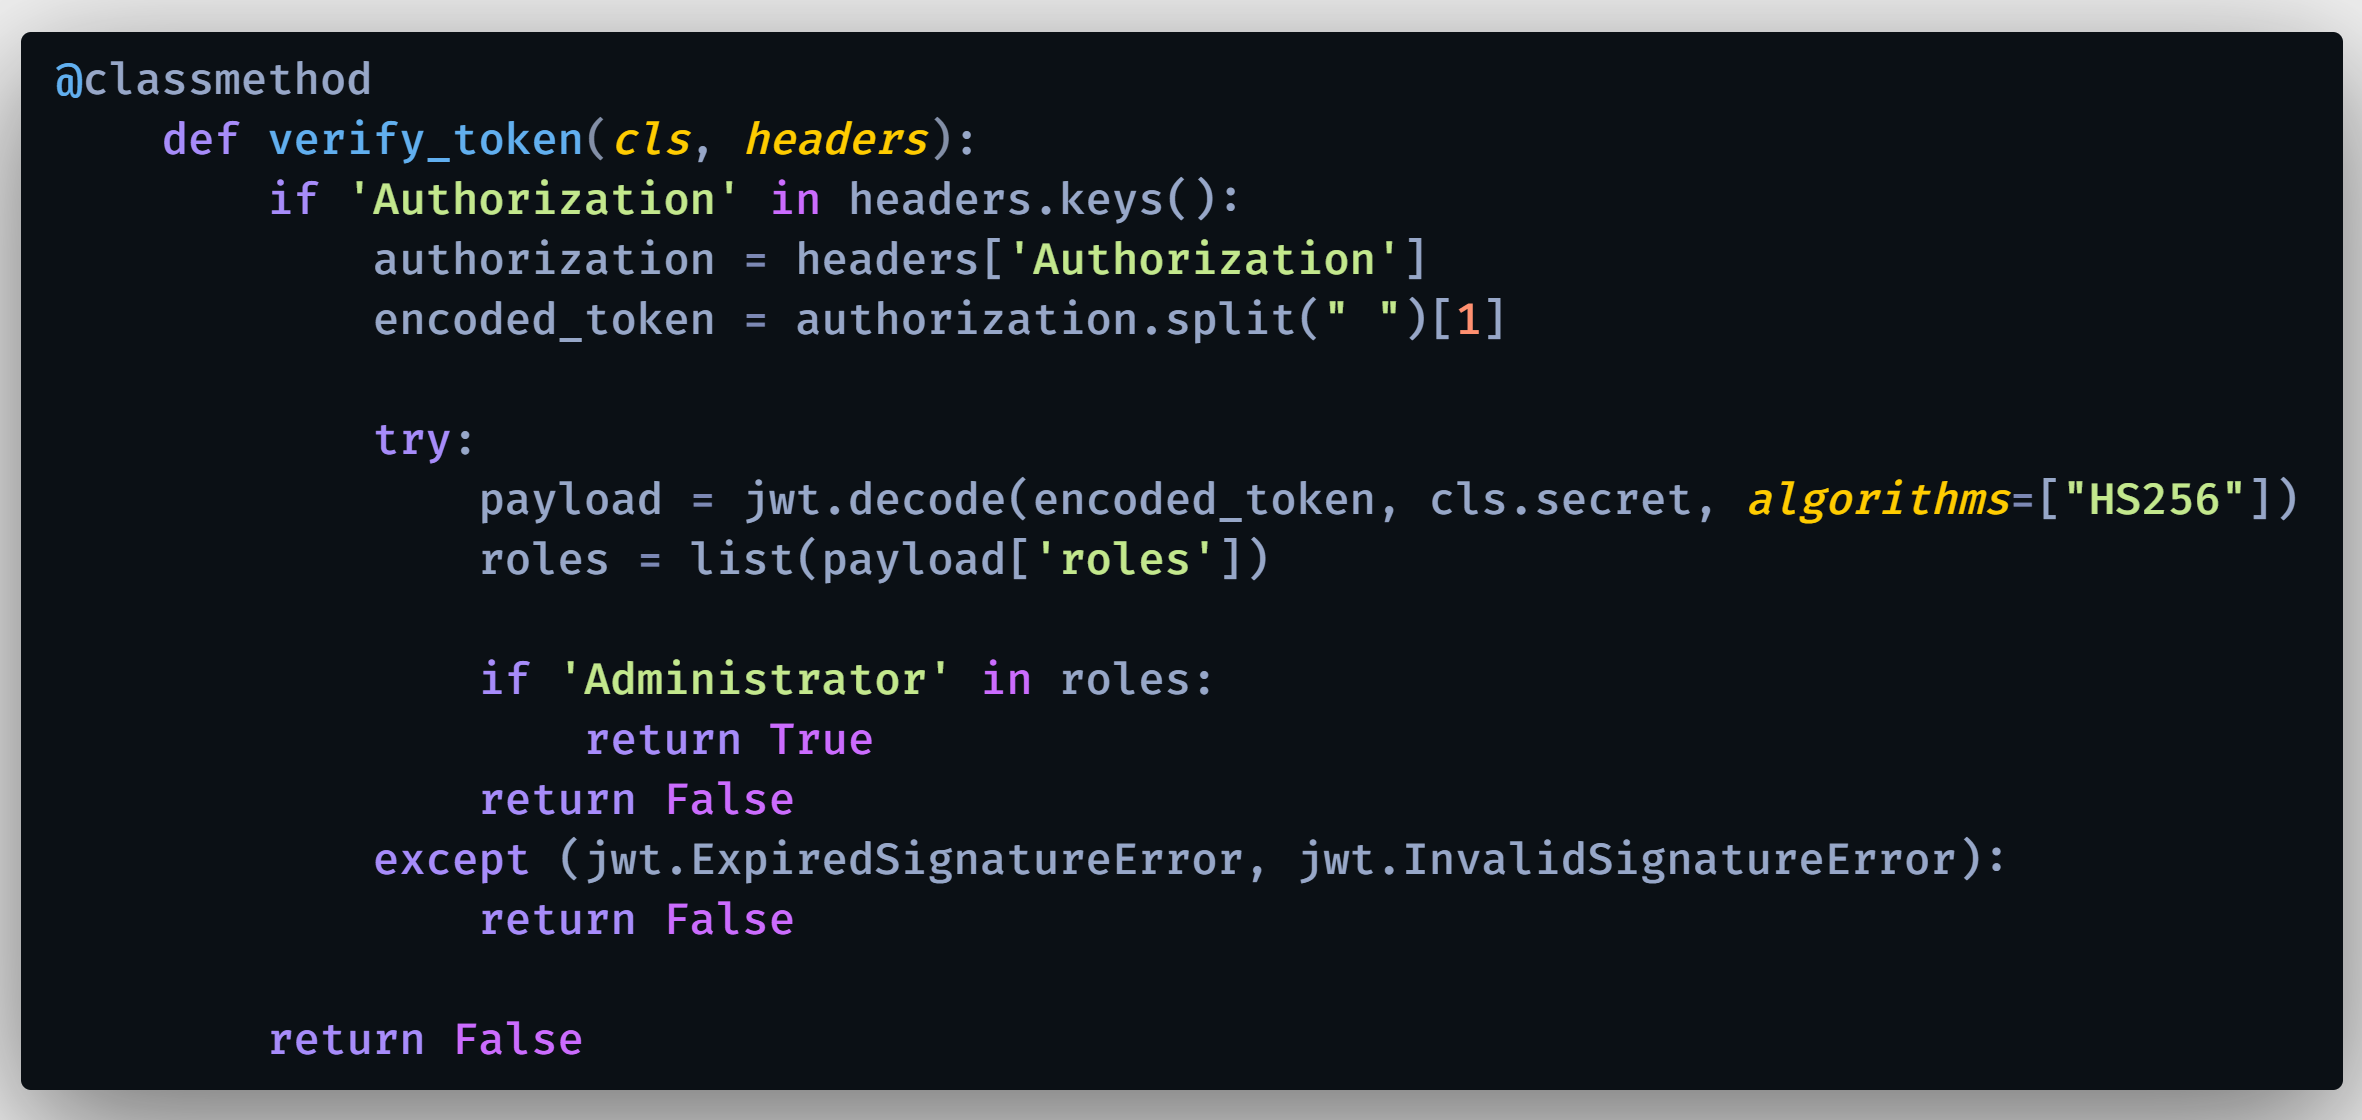 @classmethod
    def verify_token(cls, headers):
        if 'Authorization' in headers.keys():
            authorization = headers['Authorization']
            encoded_token = authorization.split(" ")[1]

            try:
                payload = jwt.decode(encoded_token, cls.secret, algorithms=["HS256"])
                roles = list(payload['roles'])

                if 'Administrator' in roles:
                    return True
                return False
            except (jwt.ExpiredSignatureError, jwt.InvalidSignatureError):
                return False

        return False